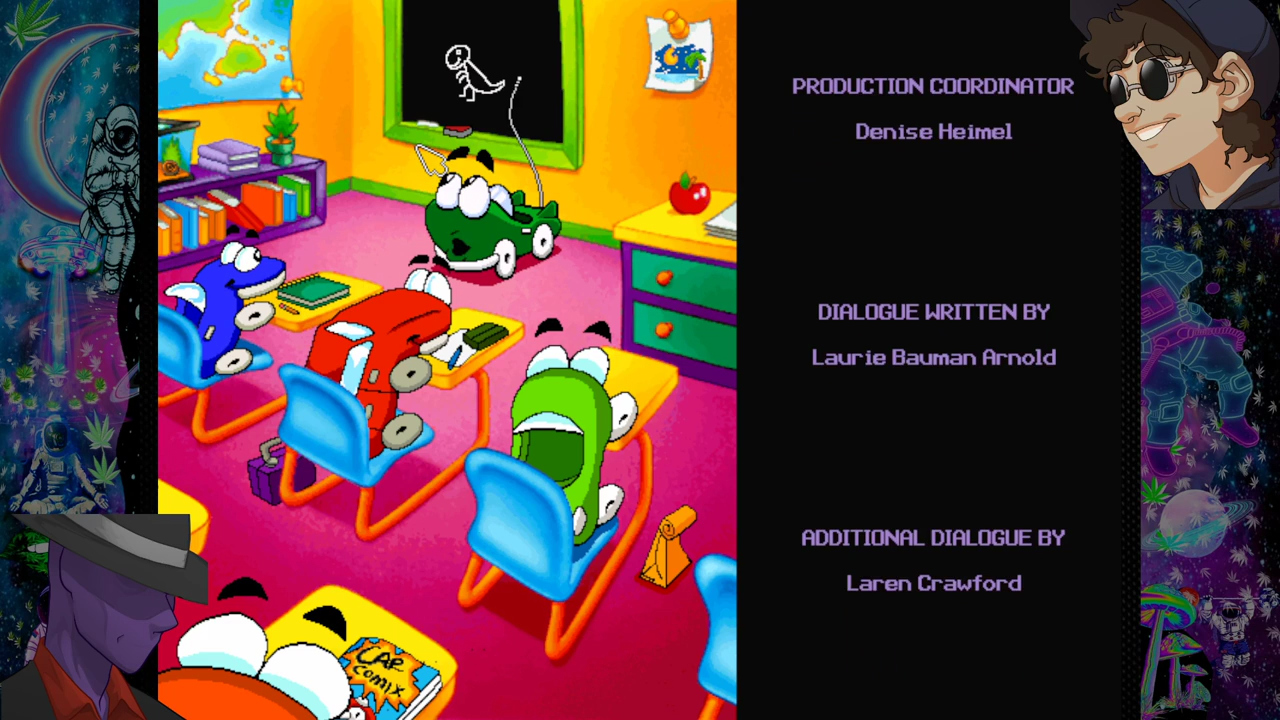 PRODUCTION COORDINATOR
Denise Heimel
DIALOGUE WRITTEN BY
Laurie Bauman Arnold
ADDITIONAL DIALOGUE BY
Laren Crawford
CAR
COMIX